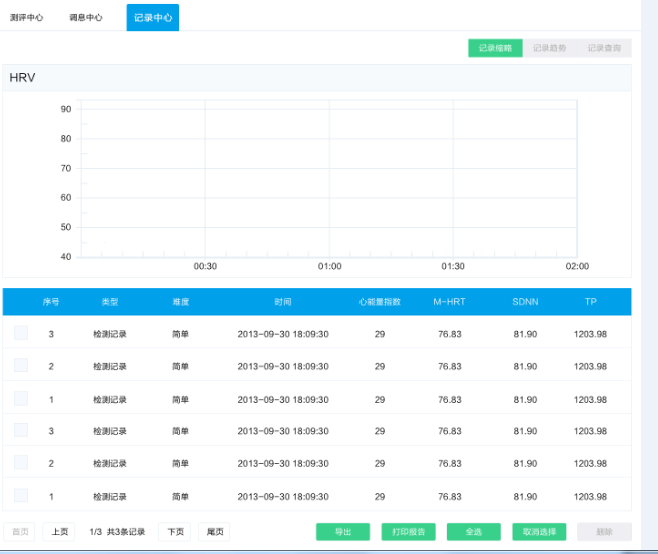 测评中心 调息中心 记录中心
记录缩略 记录趋势 记录查询
HRV
90
80
70
60
50
40
00:30 01:00 01:30 02:00
序号 类型 难度 时间 心能量指数 M-HRT SDNN TP
3 检测记录 简单 2013-09-30 18:09:30 29 76.83 81.90 1203.98
2 检测记录 简单 2013-09-30 18:09:30 29 76.83 81.90 1203.98
1 检测记录 简单 2013-09-30 18:09:30 29 76.83 81.90 1203.98
3 检测记录 简单 2013-09-30 18:09:30 29 76.83 81.90 1203.98
2 检测记录 简单 2013-09-30 18:09:30 29 76.83 81.90 1203.98
1 检测记录 简单 2013-09-30 18:09:30 29 76.83 81.90 1203.98
首页 上页 1/3 共3条记录 下页 尾页 导出 打印报告 全选 取消选择 删除